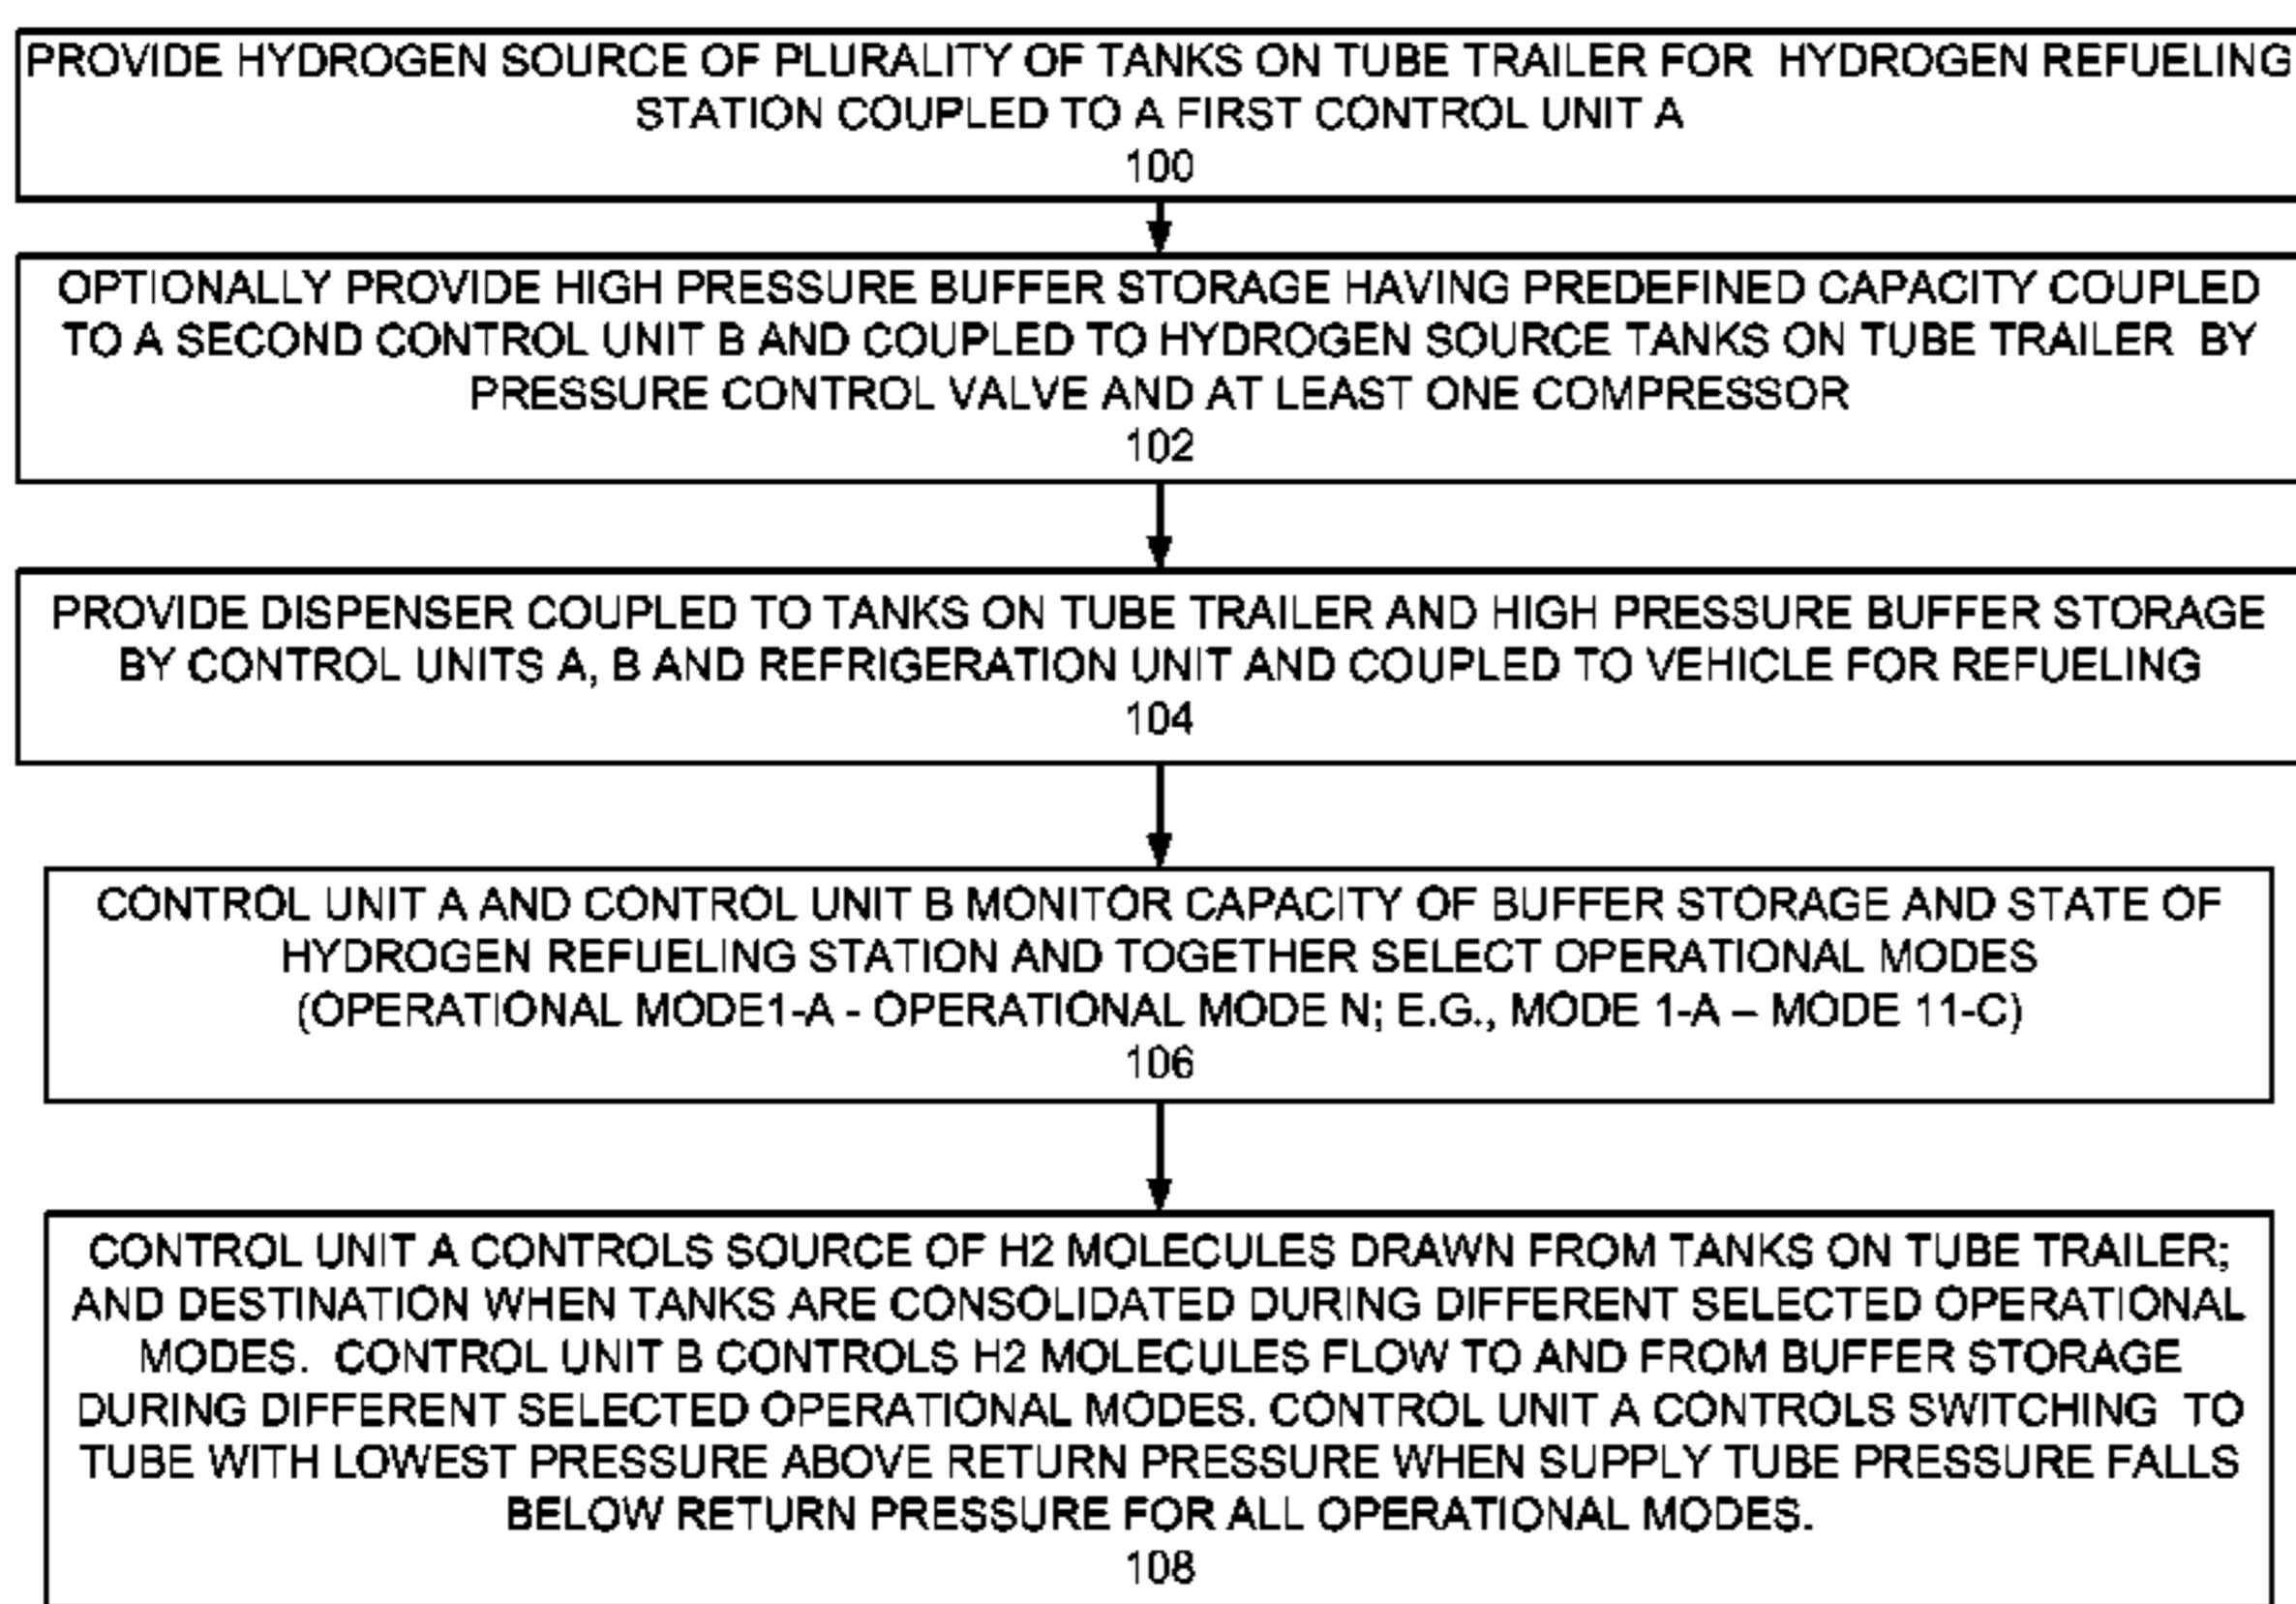 PROVIDE HYDROGEN SOURCE OF PLURALITY OF TANKS ON TUBE TRAILER FOR HYDROGEN REFUELING
STATION COUPLED TO A FIRST CONTROL UNIT A
100
OPTIONALLY PROVIDE HIGH PRESSURE BUFFER STORAGE HAVING PREDEFINED CAPACITY COUPLED
TO A SECOND CONTROL UNIT B AND COUPLED TO HYDROGEN SOURCE TANKS ON TUBE TRAILER BY
PRESSURE CONTROL VALVE AND AT LEAST ONE COMPRESSOR
102
PROVIDE DISPENSER COUPLED TO TANKS ON TUBE TRAILER AND HIGH PRESSURE BUFFER STORAGE
BY CONTROL UNITS A, B AND REFRIGERATION UNIT AND COUPLED TO VEHICLE FOR REFUELING
104
CONTROL UNIT A AND CONTROL UNIT B MONITOR CAPACITY OF BUFFER STORAGE AND STATE OF
HYDROGEN REFUELING STATION AND TOGETHER SELECT OPERATIONAL MODES
(OPERATIONAL MODE1-A - OPERATIONAL MODE N; E.G., MODE 1-A – MODE 11-C)
106
CONTROL UNIT A CONTROLS SOURCE OF H2 MOLECULES DRAWN FROM TANKS ON TUBE TRAILER;
AND DESTINATION WHEN TANKS ARE CONSOLIDATED DURING DIFFERENT SELECTED OPERATIONAL
MODES. CONTROL UNIT B CONTROLS H2 MOLECULES FLOW TO AND FROM BUFFER STORAGE
DURING DIFFERENT SELECTED OPERATIONAL MODES. CONTROL UNIT A CONTROLS SWITCHING TO
TUBE WITH LOWEST PRESSURE ABOVE RETURN PRESSURE WHEN SUPPLY TUBE PRESSURE FALLS
BELOW RETURN PRESSURE FOR ALL OPERATIONAL MODES.
108